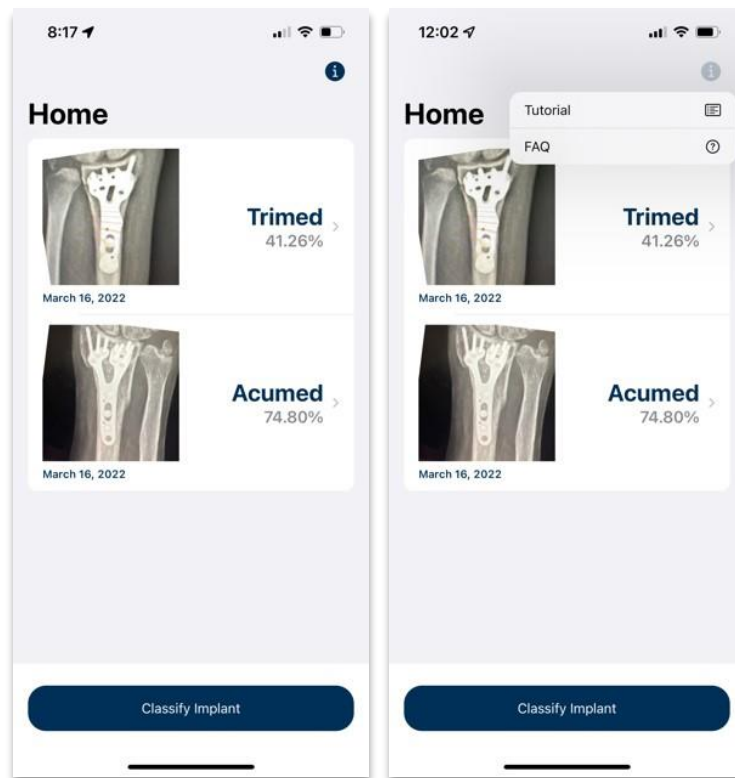 8:17
Home
Trimed
41.26%
March 16, 2022
Acumed
74.80%
March 16, 2022
Classify Implant
12:02
Home
Tutorial
FAQ
Trimed
41.26%
March 16, 2022
Acumed
74.80%
March 16, 2022
Classify Implant